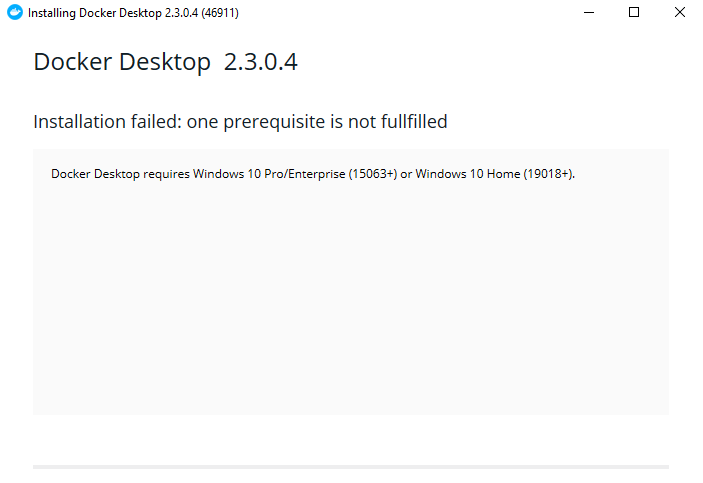 Installing Docker Desktop 2.3.0.4 (46911)
Docker Desktop 2.3.0.4
Installation failed: one prerequisite is not fullfilled
Docker Desktop requires Windows 10 Pro/Enterprise (15063+) or Windows 10 Home (19018+).